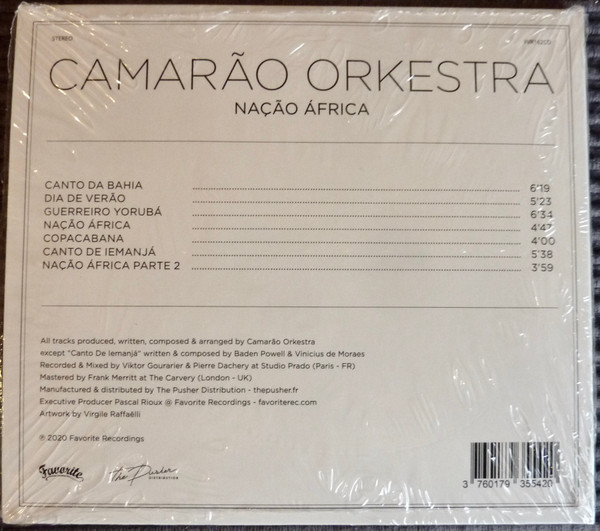 STEREO
CAMARÃO ORKESTRA
NAÇÃO ÁFRICA
CANTO DA BAHIA 6'19
DIA DE VERÃO 5'23
GUERREIRO YORUBÁ 6'34
NAÇÃO ÁFRICA 4'47
COPACABANA 4'00
CANTO DE IEMANJÁ 5'38
NAÇÃO ÁFRICA PARTE 2 3'59
All tracks produced, written, composed & arranged by Camarão Orkestra
except "Canto De Iemanjá" written & composed by Baden Powell & Vinicius de Moraes
Recorded & Mixed by Viktor Gourarier & Pierre Dachery at Studio Prado (Paris - FR)
Mastered by Frank Merritt at The Carvery (London - UK)
Manufactured & distributed by The Pusher Distribution - thepusher.fr
Executive Producer Pascal Rioux @ Favorite Recordings - favoriterec.com
Artwork by Virgile Raffaëlli
℗ 2020 Favorite Recordings
Favorite
The Pusher
DISTRIBUTION
3 760179 355420